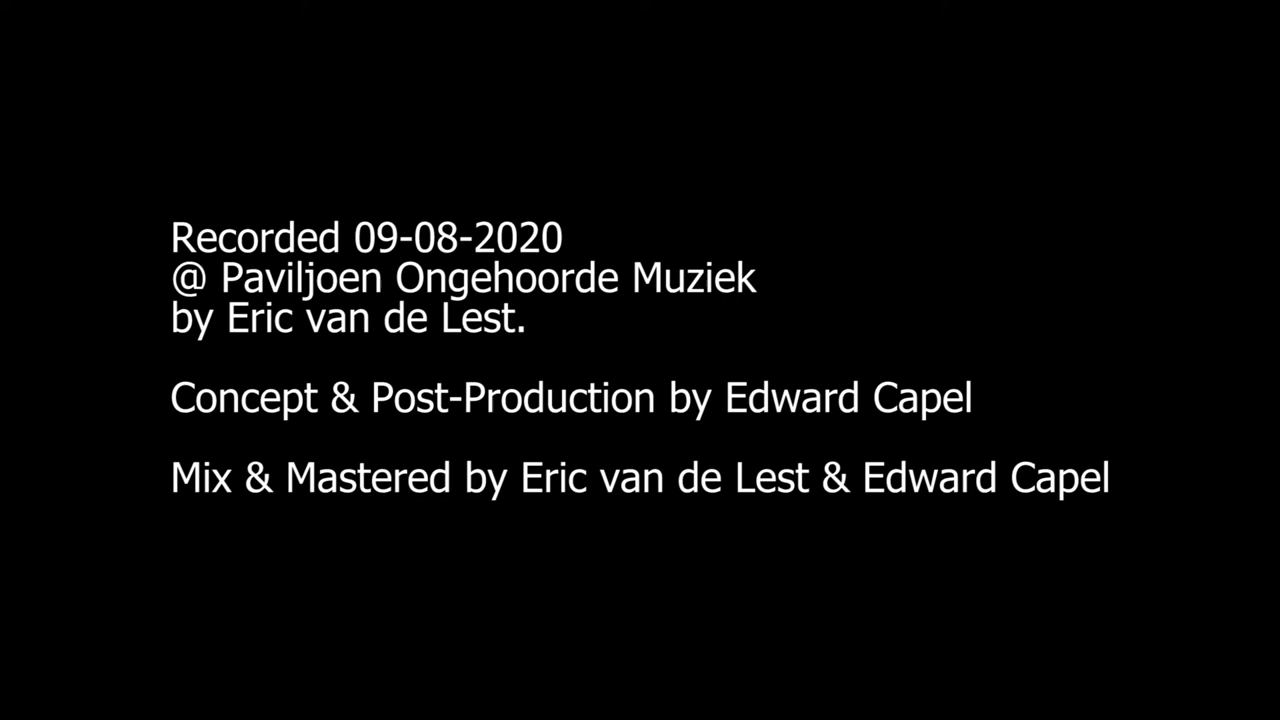 Recorded 09-08-2020
@ Paviljoen Ongehoorde Muziek
by Eric van de Lest.
Concept & Post-Production by Edward Capel
Mix & Mastered by Eric van de Lest & Edward Capel